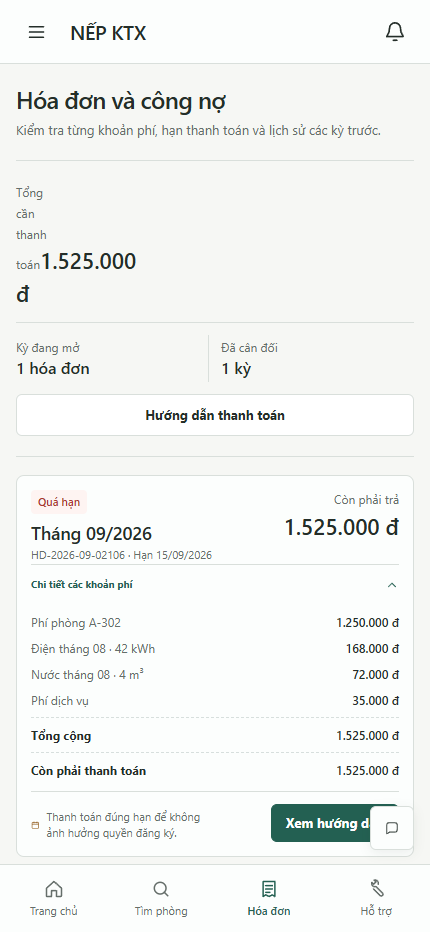 NẾP KTX
Hóa đơn và công nợ
Kiểm tra từng khoản phí, hạn thanh toán và lịch sử các kỳ trước.
Tổng
cần
thanh
toán 1.525.000
đ
Kỳ đang mở
1 hóa đơn
Đã cân đối
1 kỳ
Hướng dẫn thanh toán
Quá hạn
Còn phải trả
Tháng 09/2026
1.525.000 đ
HD-2026-09-02106 · Hạn 15/09/2026
Chi tiết các khoản phí
Phí phòng A-302 1.250.000 đ
Điện tháng 08 · 42 kWh 168.000 đ
Nước tháng 08 · 4 m³ 72.000 đ
Phí dịch vụ 35.000 đ
Tổng cộng 1.525.000 đ
Còn phải thanh toán 1.525.000 đ
Thanh toán đúng hạn để không
ảnh hưởng quyền đăng ký.
Xem hướng
Trang chủ
Tìm phòng
Hóa đơn
Hỗ trợ